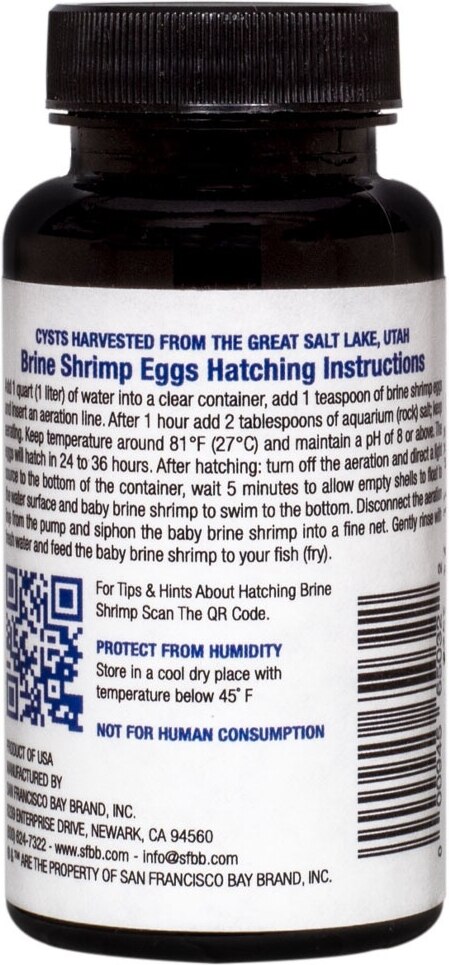 CYSTS HARVESTED FROM THE GREAT SALT LAKE, UTAH
Brine Shrimp Eggs Hatching Instructions
Add 1 quart (1 liter) of water into a clear container, add 1 teaspoon of brine shrimp eggs
and insert an aeration line. After 1 hour add 2 tablespoons of aquarium (rock) salt; keep
aerating. Keep temperature around 81°F (27°C) and maintain a pH of 8 or above. The
eggs will hatch in 24 to 36 hours. After hatching: turn off the aeration and direct a light
source to the bottom of the container, wait 5 minutes to allow empty shells to float to
the water surface and baby brine shrimp to swim to the bottom. Disconnect the aeration
line from the pump and siphon the baby brine shrimp into a fine net. Gently rinse with
fresh water and feed the baby brine shrimp to your fish (fry).
For Tips & Hints About Hatching Brine
Shrimp Scan The QR Code.
PROTECT FROM HUMIDITY
Store in a cool dry place with
temperature below 45° F
NOT FOR HUMAN CONSUMPTION
PRODUCT OF USA
MANUFACTURED BY
SAN FRANCISCO BAY BRAND, INC.
ENTERPRISE DRIVE, NEWARK, CA 94560
624-7322 - www.sfbb.com - info@sfbb.com
® & ™ ARE THE PROPERTY OF SAN FRANCISCO BAY BRAND, INC.